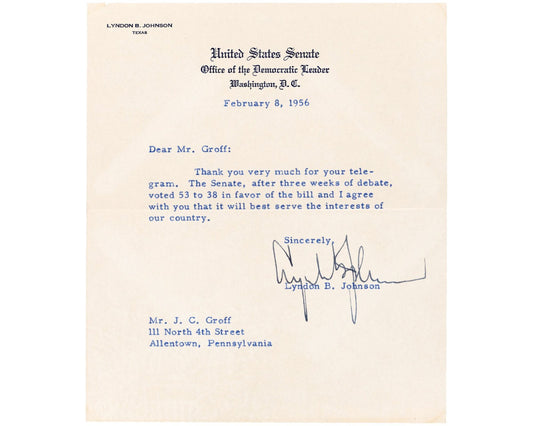 LYNDON B. JOHNSON
TEXAS
United States Senate
Office of the Democratic Leader
Washington, D. C.
February 8, 1956
Dear Mr. Groff:
Thank you very much for your tele-
gram. The Senate, after three weeks of debate,
voted 53 to 38 in favor of the bill and I agree
with you that it will best serve the interests of
our country.
Sincerely,
Lyndon B. Johnson
Lyndon B. Johnson
Mr. J. C. Groff
111 North 4th Street
Allentown, Pennsylvania